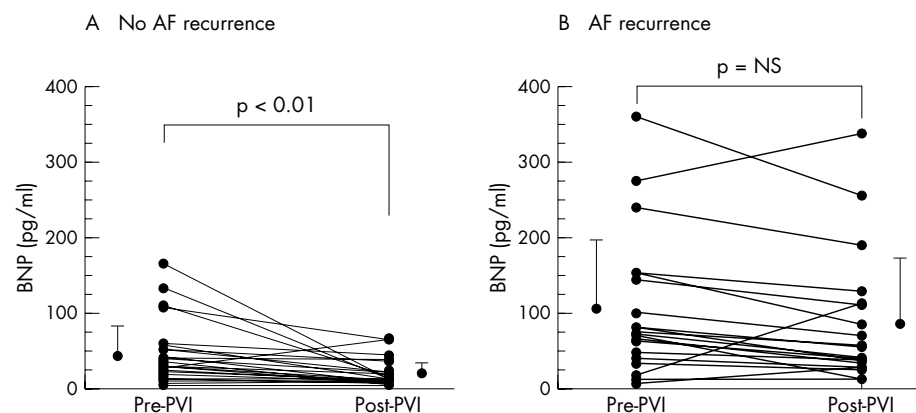 A No AF recurrence
400
300
200
100
0
BNP (pg/ml)
p < 0.01
Pre-PVI
Post-PVI
B AF recurrence
400
300
200
100
0
BNP (pg/ml)
p = NS
Pre-PVI
Post-PVI